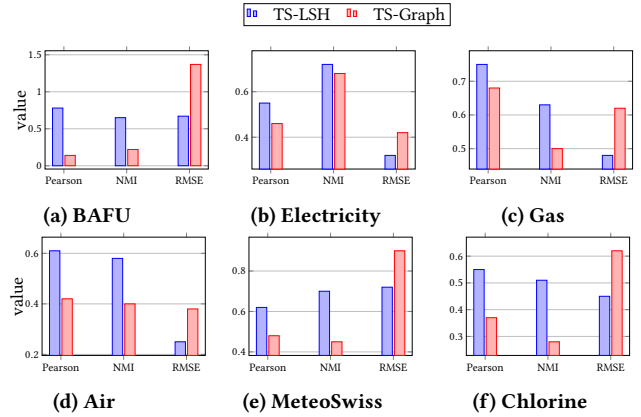 TS-LSH TS-Graph
value
1.5
1
0.5
0
Pearson NMI RMSE
(a) BAFU
0.6
0.4
Pearson NMI RMSE
(b) Electricity
0.7
0.6
0.5
Pearson NMI RMSE
(c) Gas
value
0.6
0.4
0.2
Pearson NMI RMSE
(d) Air
0.8
0.6
0.4
Pearson NMI RMSE
(e) MeteoSwiss
0.6
0.5
0.4
0.3
Pearson NMI RMSE
(f) Chlorine